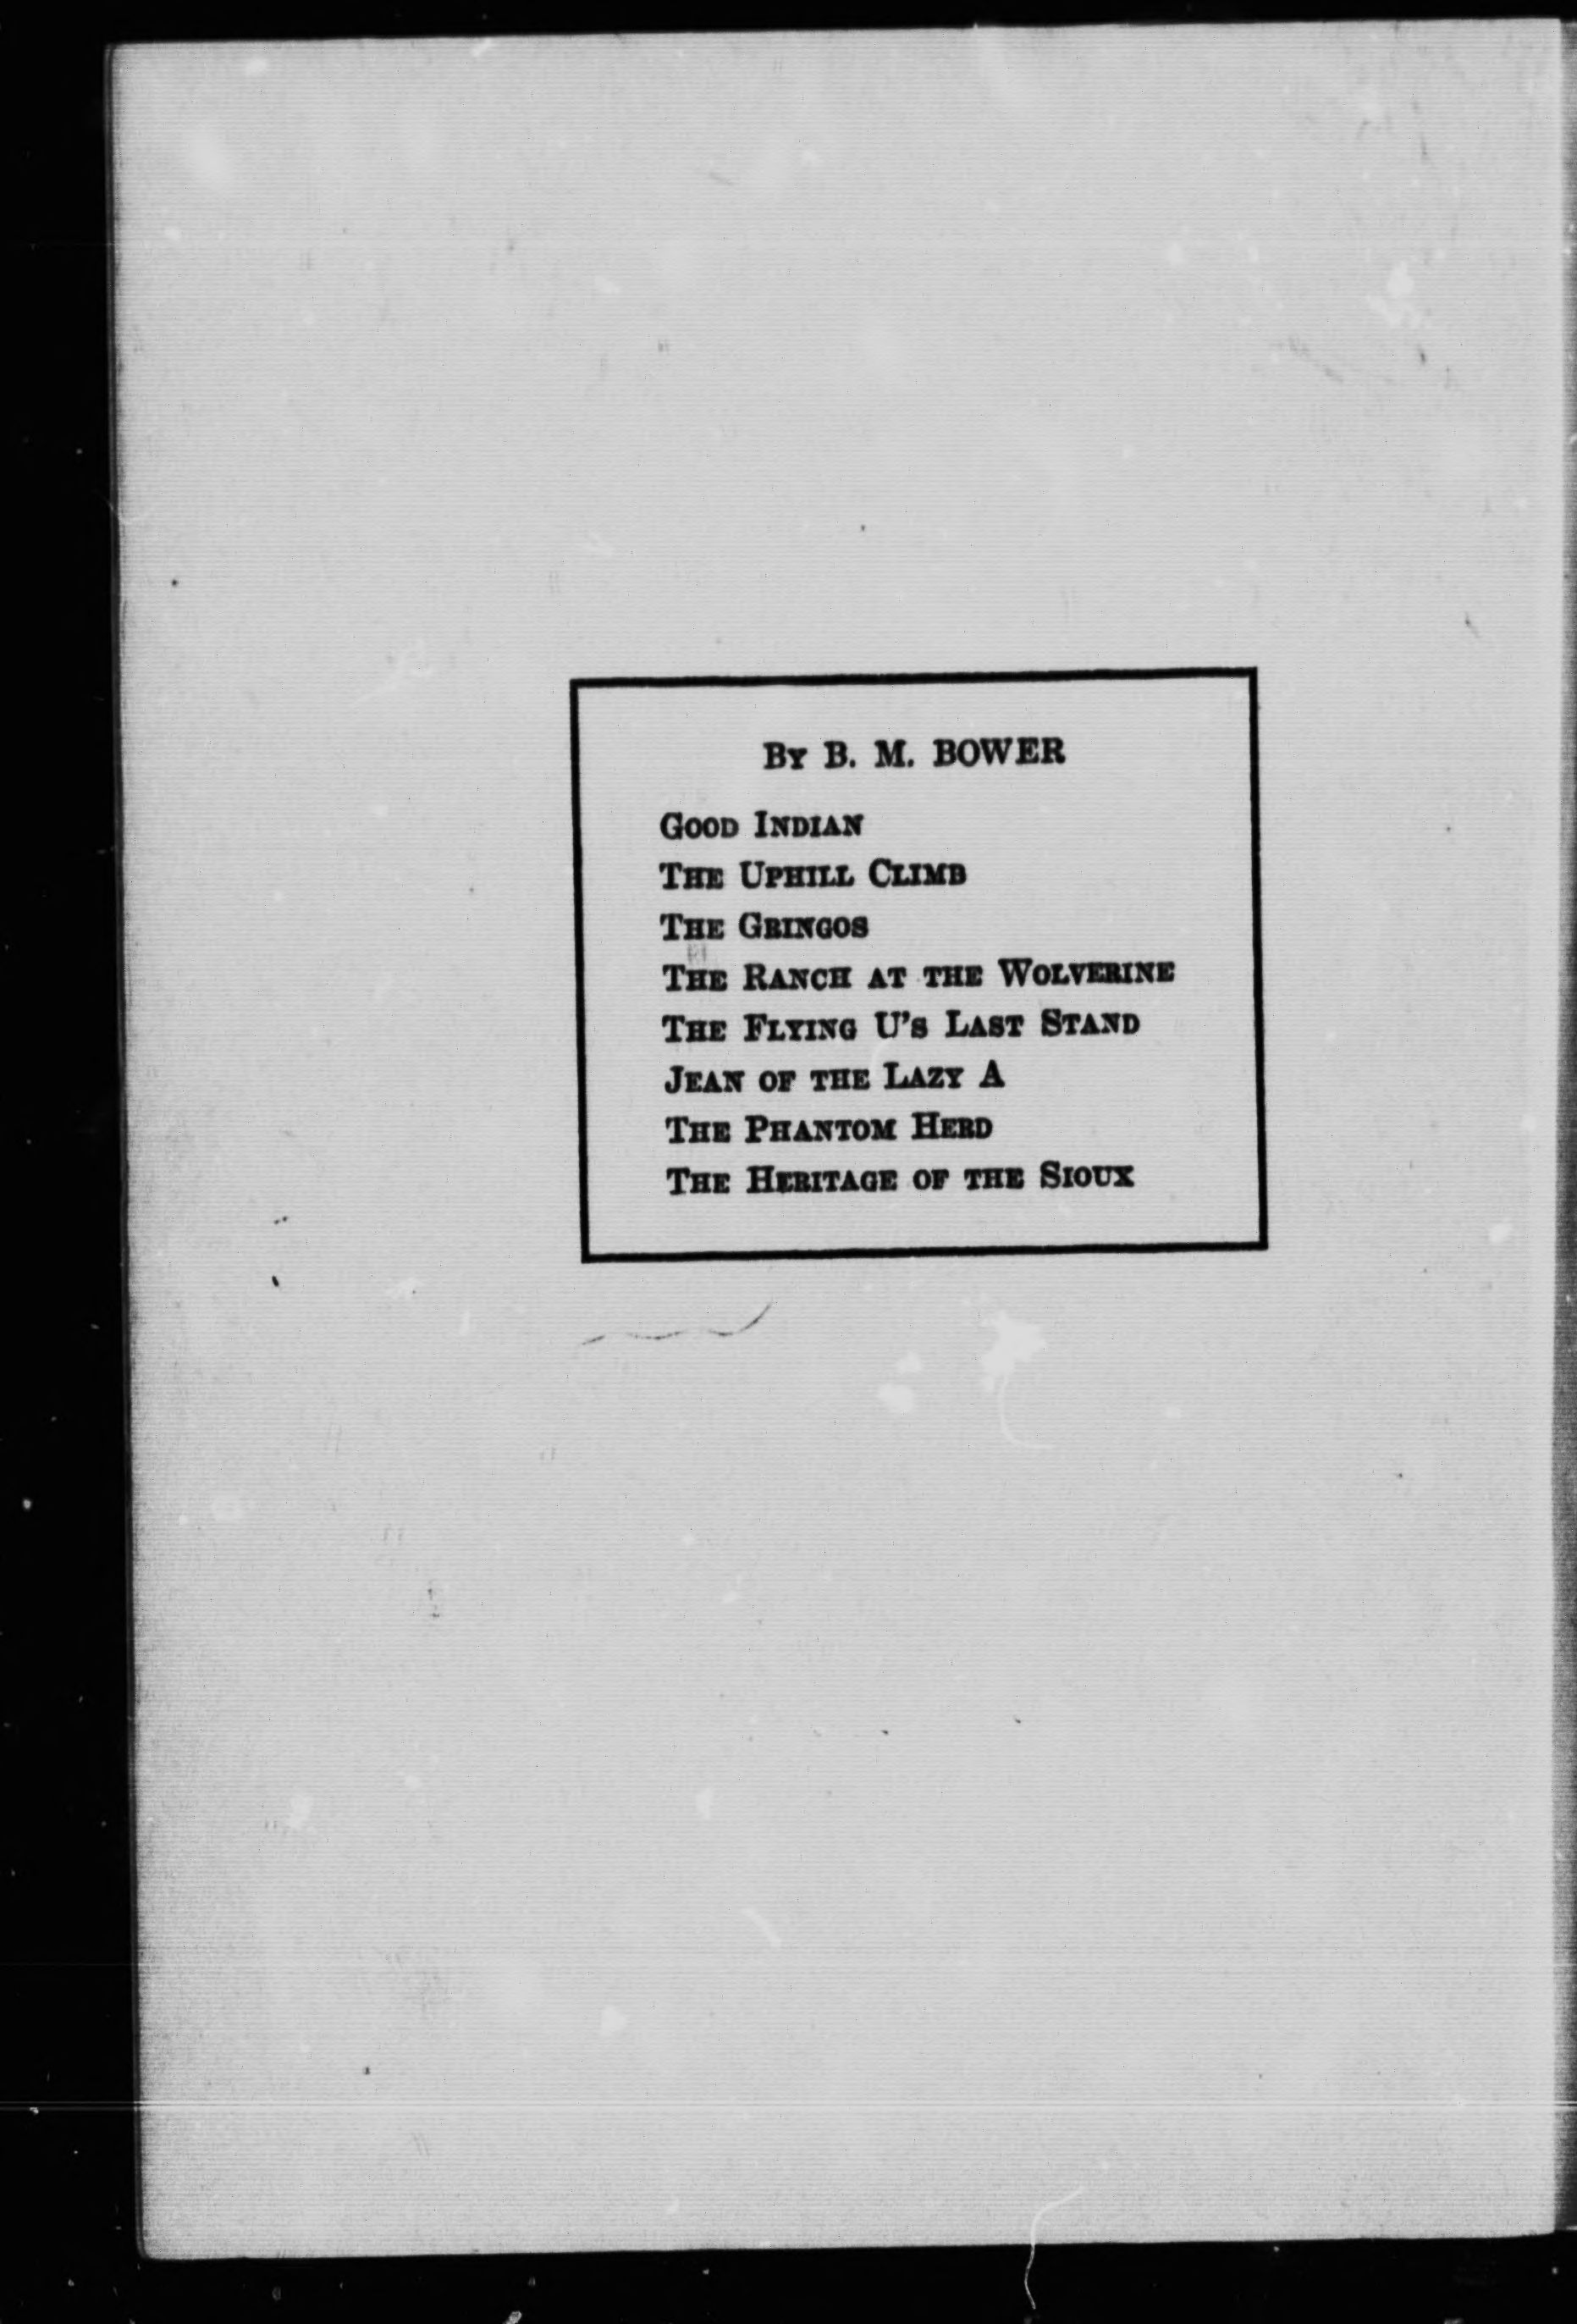 By B. M. BOWER
Good Indian
The Uphill Climb
The Gringos
The Ranch at the Wolverine
The Flying U's Last Stand
Jean of the Lazy A
The Phantom Herd
The Heritage of the Sioux